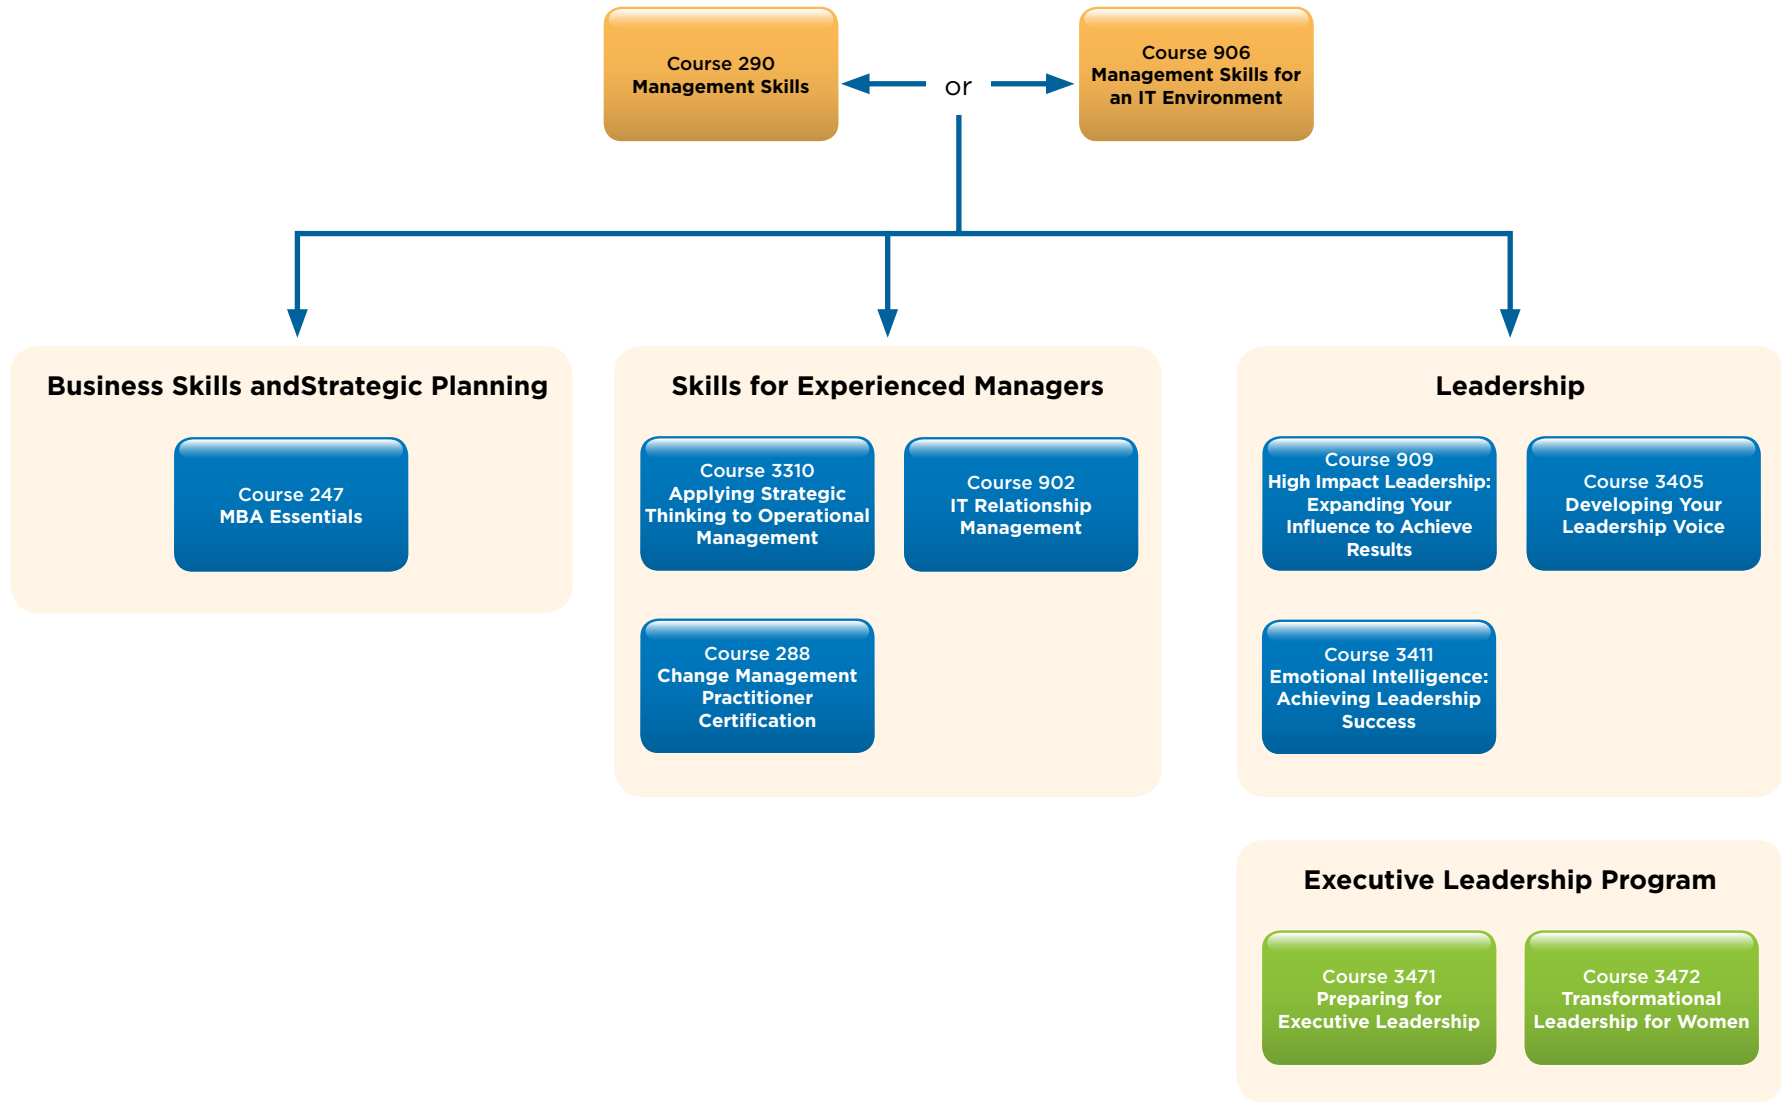 Course 290
Management Skills
or
Course 906
Management Skills for
an IT Environment
Business Skills andStrategic Planning
Course 247
MBA Essentials
Skills for Experienced Managers
Course 3310
Applying Strategic
Thinking to Operational
Management
Course 902
IT Relationship
Management
Course 288
Change Management
Practitioner
Certification
Leadership
Course 909
High Impact Leadership:
Expanding Your
Influence to Achieve
Results
Course 3405
Developing Your
Leadership Voice
Course 3411
Emotional Intelligence:
Achieving Leadership
Success
Executive Leadership Program
Course 3471
Preparing for
Executive Leadership
Course 3472
Transformational
Leadership for Women